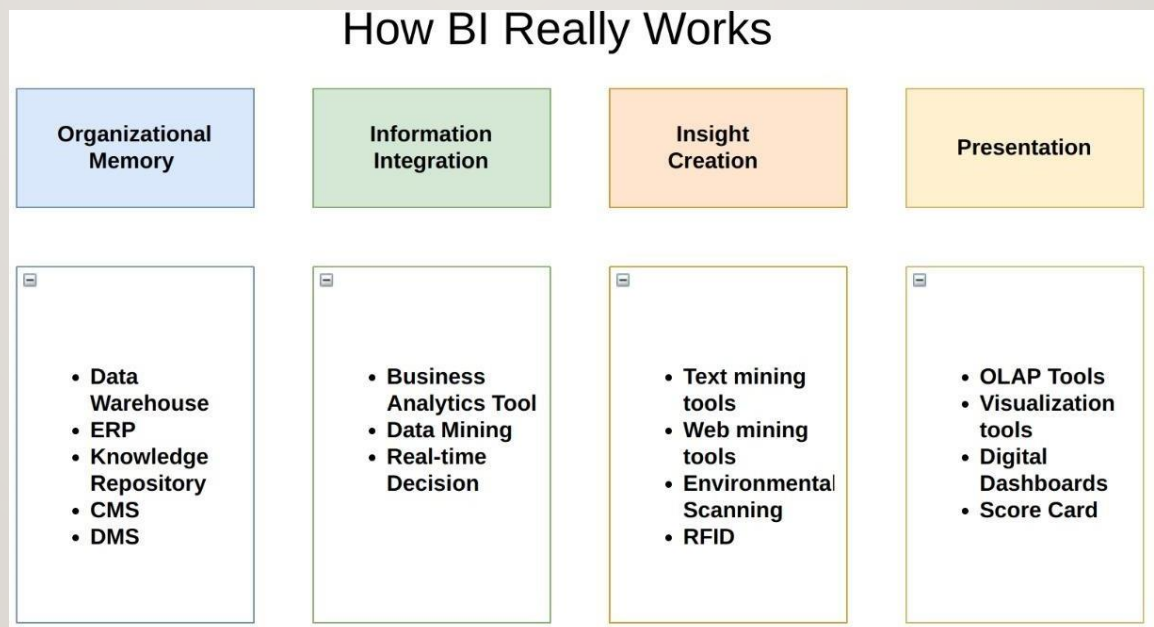 How BI Really Works
Organizational
Memory
Information
Integration
Insight
Creation
Presentation
• Data
Warehouse
• ERP
• Knowledge
Repository
• CMS
• DMS
• Business
Analytics Tool
• Data Mining
• Real-time
Decision
• Text mining
tools
• Web mining
tools
• Environmental
Scanning
• RFID
• OLAP Tools
• Visualization
tools
• Digital
Dashboards
• Score Card